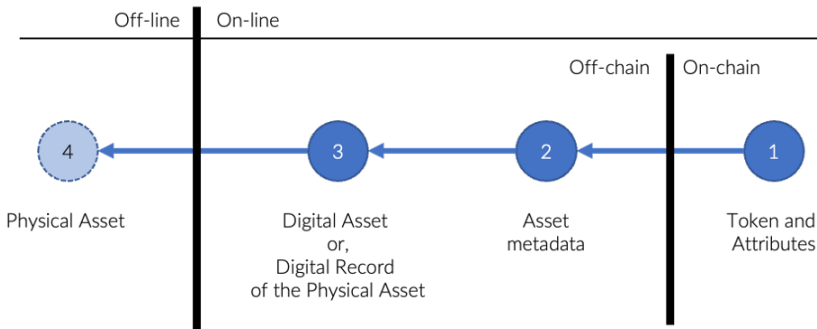 Off-line On-line
Off-chain On-chain
4 3 2 1
Physical Asset
Digital Asset
or,
Digital Record
of the Physical Asset
Asset
metadata
Token and
Attributes